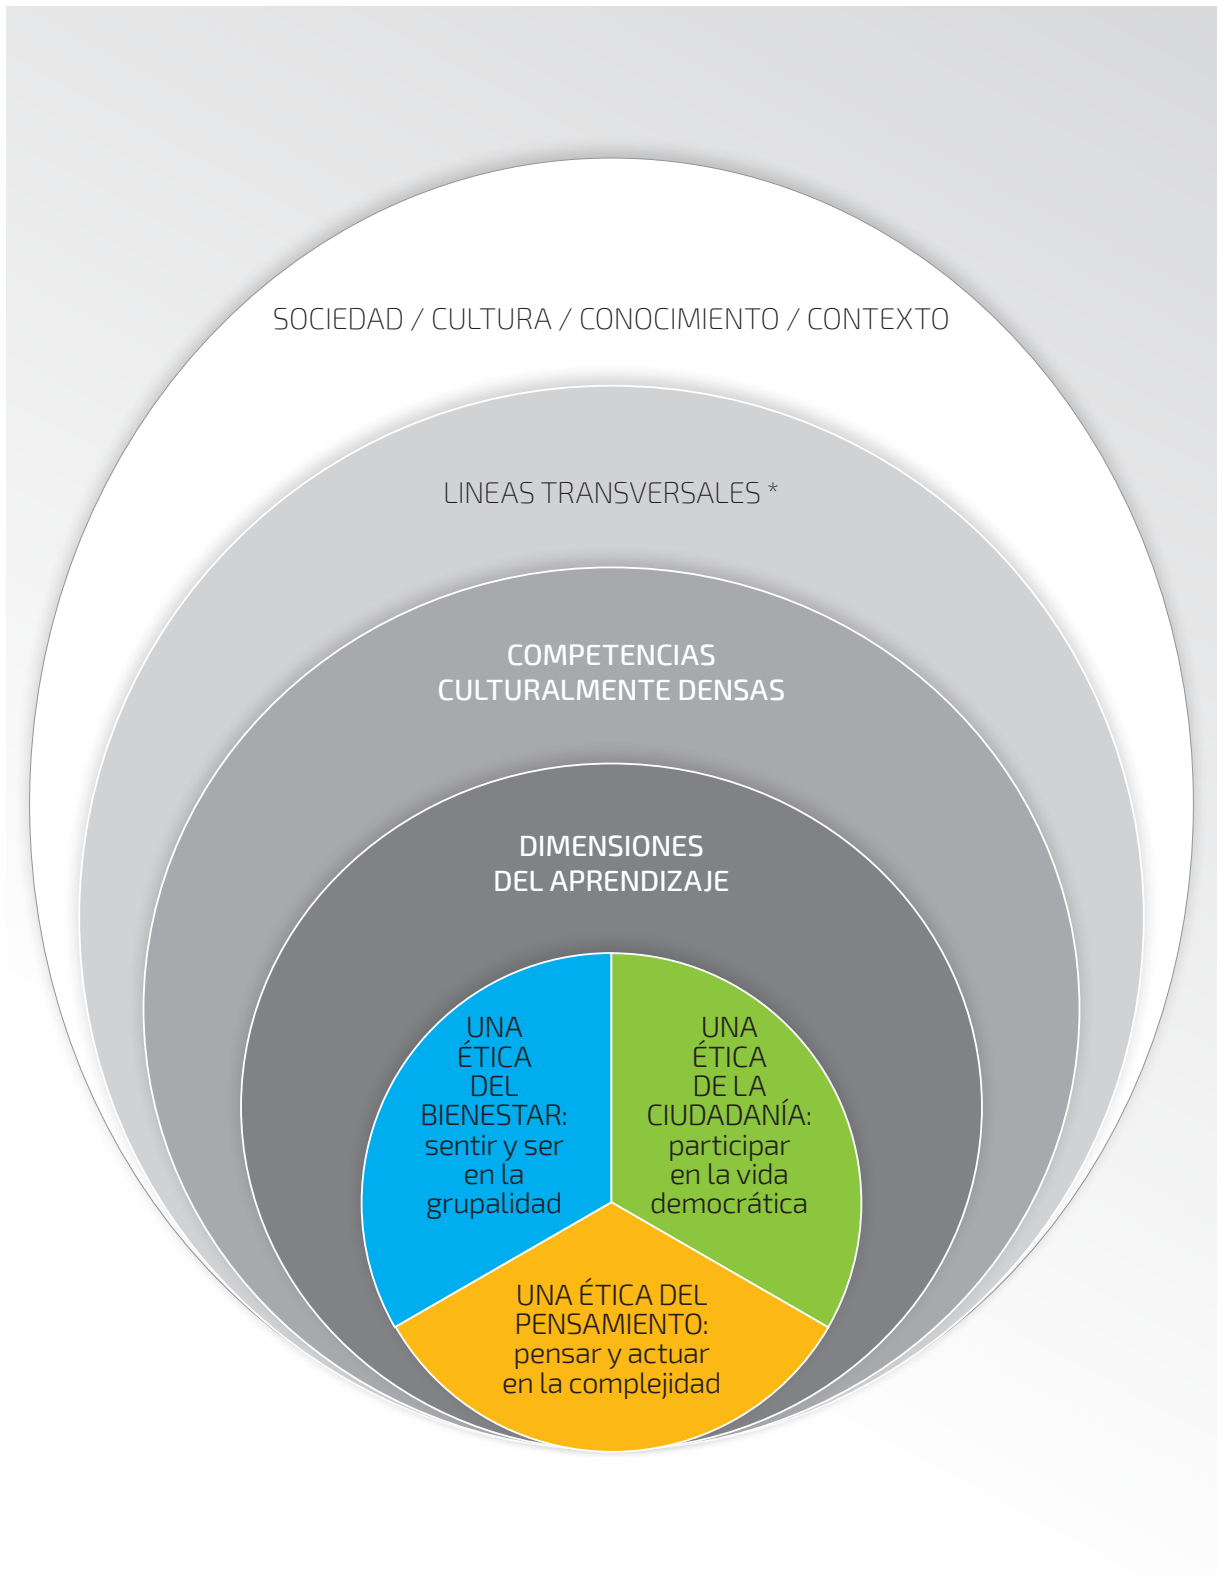 SOCIEDAD / CULTURA / CONOCIMIENTO / CONTEXTO
LINEAS TRANSVERSALES *
COMPETENCIAS
CULTURALMENTE DENSAS
DIMENSIONES
DEL APRENDIZAJE
UNA
ÉTICA
DEL
BIENESTAR:
sentir y ser
en la
grupalidad
UNA
ÉTICA
DE LA
CIUDADANÍA:
participar
en la vida
democrática
UNA ÉTICA DEL
PENSAMIENTO:
pensar y actuar
en la complejidad